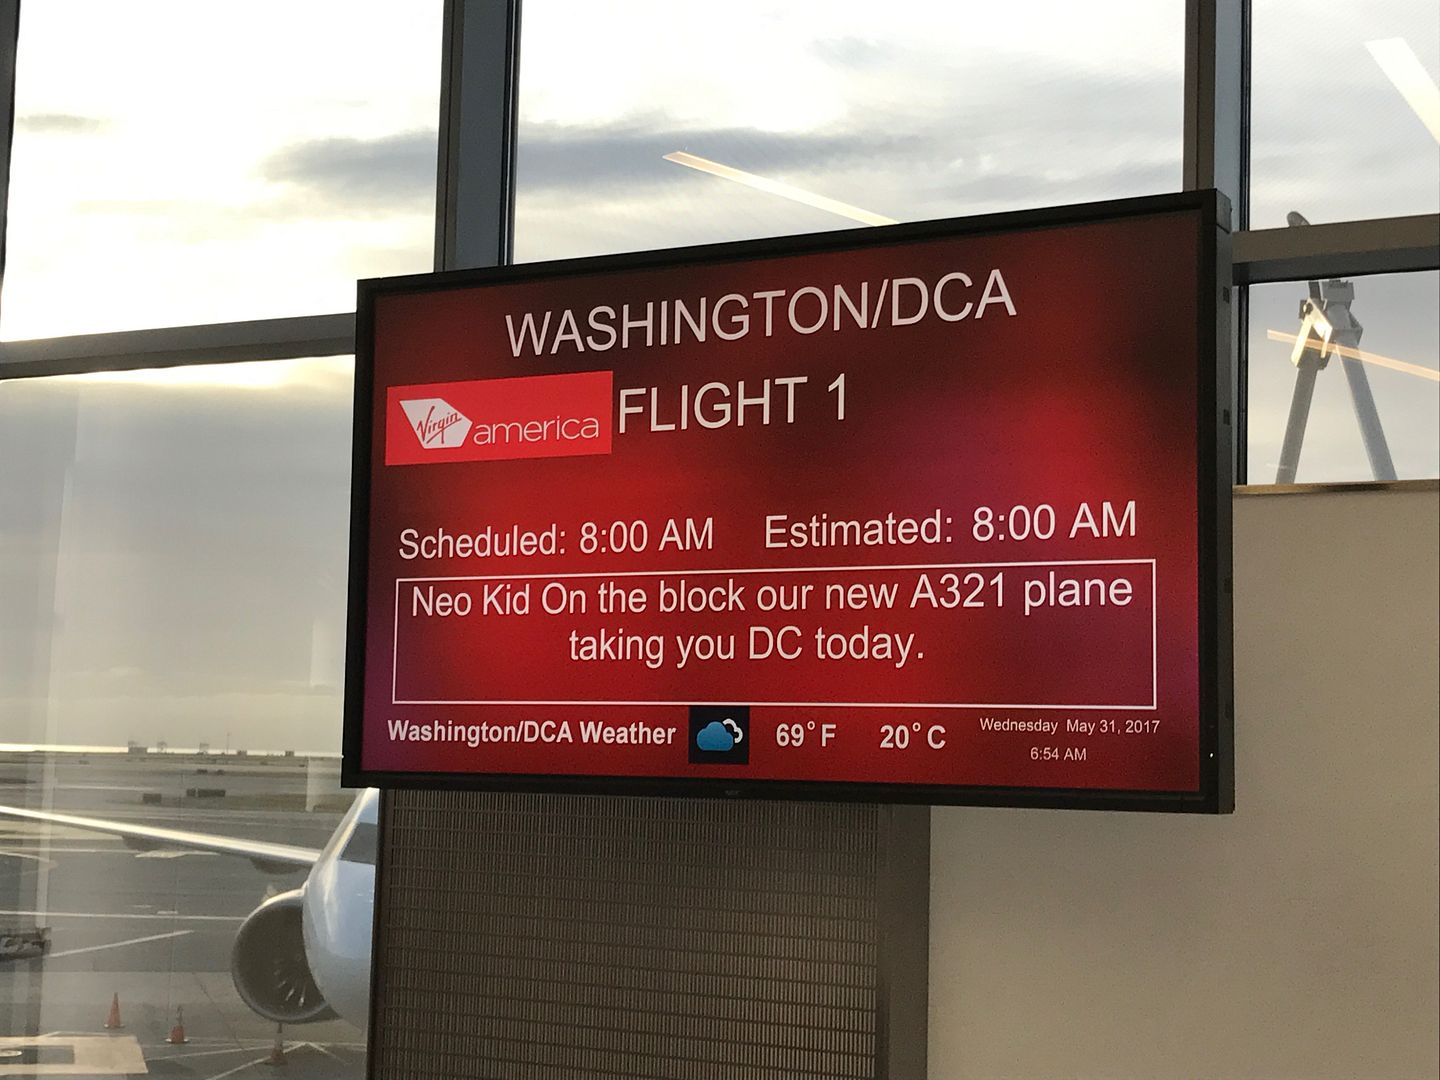 WASHINGTON/DCA
Virgin america FLIGHT 1
Scheduled: 8:00 AM Estimated: 8:00 AM
Neo Kid On the block our new A321 plane
taking you DC today.
Washington/DCA Weather 69°F 20°C Wednesday May 31, 2017
6:54 AM